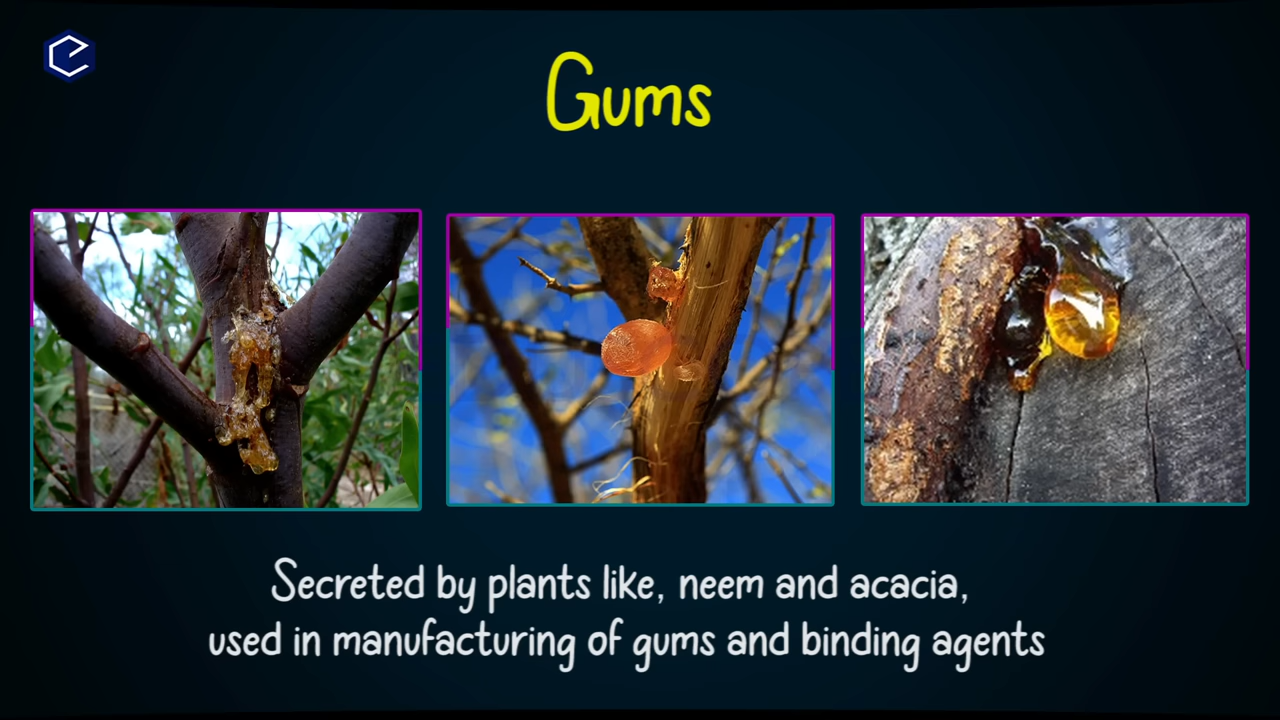 Gums
Secreted by plants like, neem and acacia,
used in manufacturing of gums and binding agents